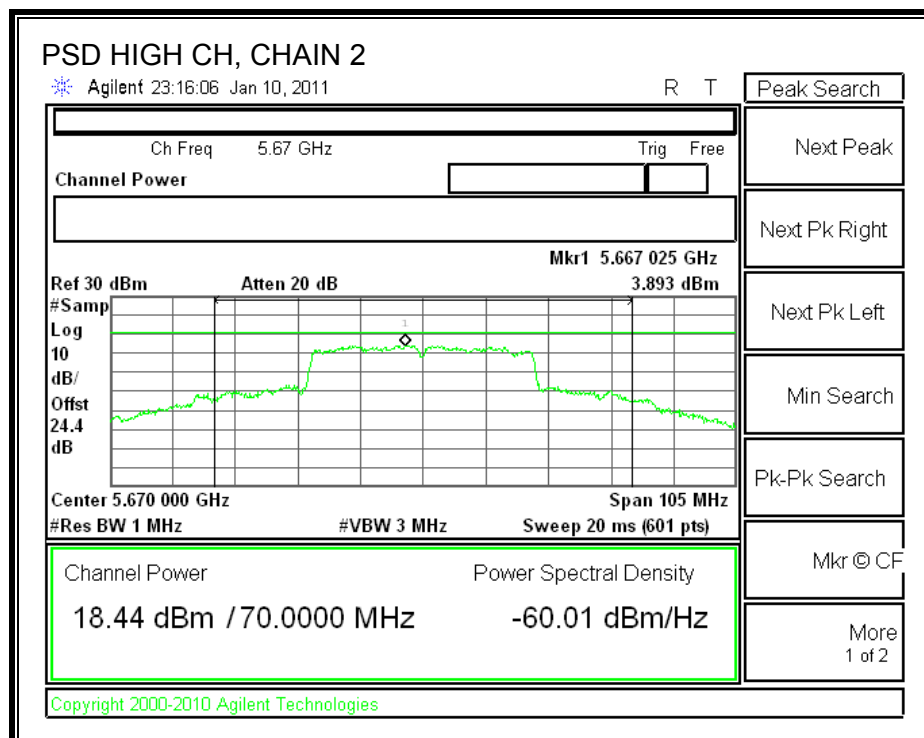 PSD HIGH CH, CHAIN 2
Agilent 23:16:06 Jan 10, 2011 R T
Peak Search
Ch Freq 5.67 GHz Trig Free
Channel Power
Next Peak
Next Pk Right
Mkr1 5.667 025 GHz
Ref 30 dBm Atten 20 dB 3.893 dBm
#Samp
Log
10
dB/
Offst
24.4
dB
1
Next Pk Left
Min Search
Pk-Pk Search
Center 5.670 000 GHz Span 105 MHz
#Res BW 1 MHz #VBW 3 MHz Sweep 20 ms (601 pts)
Channel Power Power Spectral Density
18.44 dBm / 70.0000 MHz -60.01 dBm/Hz
Mkr © CF
More
1 of 2
Copyright 2000-2010 Agilent Technologies